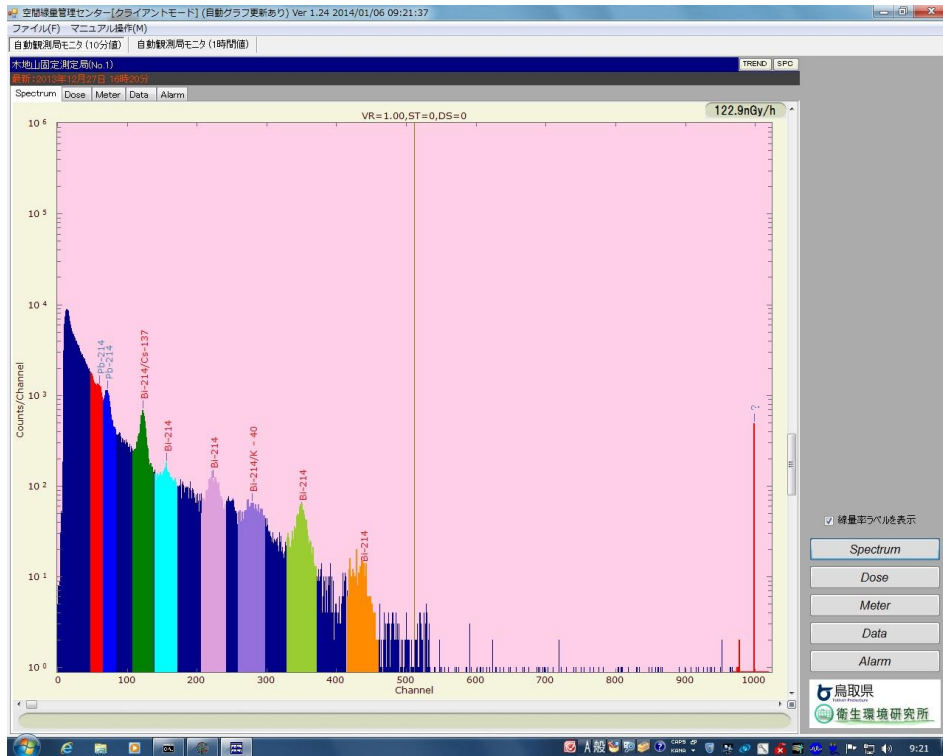 空間線量管理センター[クライアントモード] (自動グラフ更新あり) Ver 1.24 2014/01/06 09:21:37
ファイル(F) マニュアル操作(M)
自動観測局モニタ(10分値) 自動観測局モニタ(1時間値)
木地山固定測定局(No.1) TREND SPC
最新:2013年12月27日 16時20分
Spectrum Dose Meter Data Alarm
VR=1.00,ST=0,DS=0
122.9nGy/h
Counts/Channel
10 6
10 5
10 4
10 3
10 2
10 1
10 0
Pb-214
Pb-214
Bi-214/Cs-137
Bi-214
Bi-214
Bi-214/K - 40
Bi-214
Bi-214
?
0 100 200 300 400 500 600 700 800 900 1000
Channel
線量率ラベルを表示
Spectrum
Dose
Meter
Data
Alarm
鳥取県
衛生環境研究所
A 般 CAPS KANA 9:21